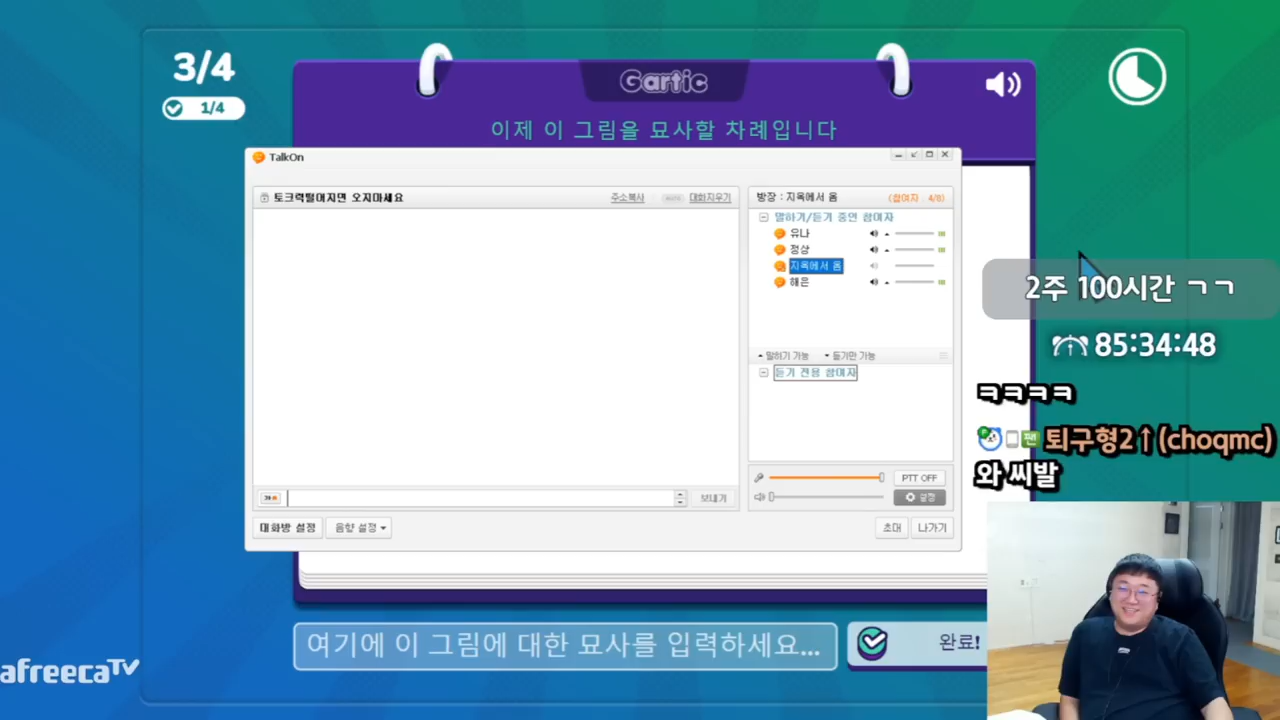 3/4
1/4
Gartic
이제 이 그림을 묘사할 차례입니다
TalkOn
토크력떨어지면 오지마세요
주소복사
대화지우기
방장 : 지옥에서 옴
(참여자 : 4/8)
말하기/듣기 중인 참여자
유나
정상
지옥에서 옴
해은
말하기 가능
듣기만 가능
듣기 전용 참여자
PTT OFF
보내기
설정
대화방 설정
음향 설정
초대
나가기
2주 100시간 ㄱㄱ
85:34:48
ㅋㅋㅋㅋ
퇴구형2↑(choqmc)
와 씨발
여기에 이 그림에 대한 묘사를 입력하세요...
완료!
afreecaTV